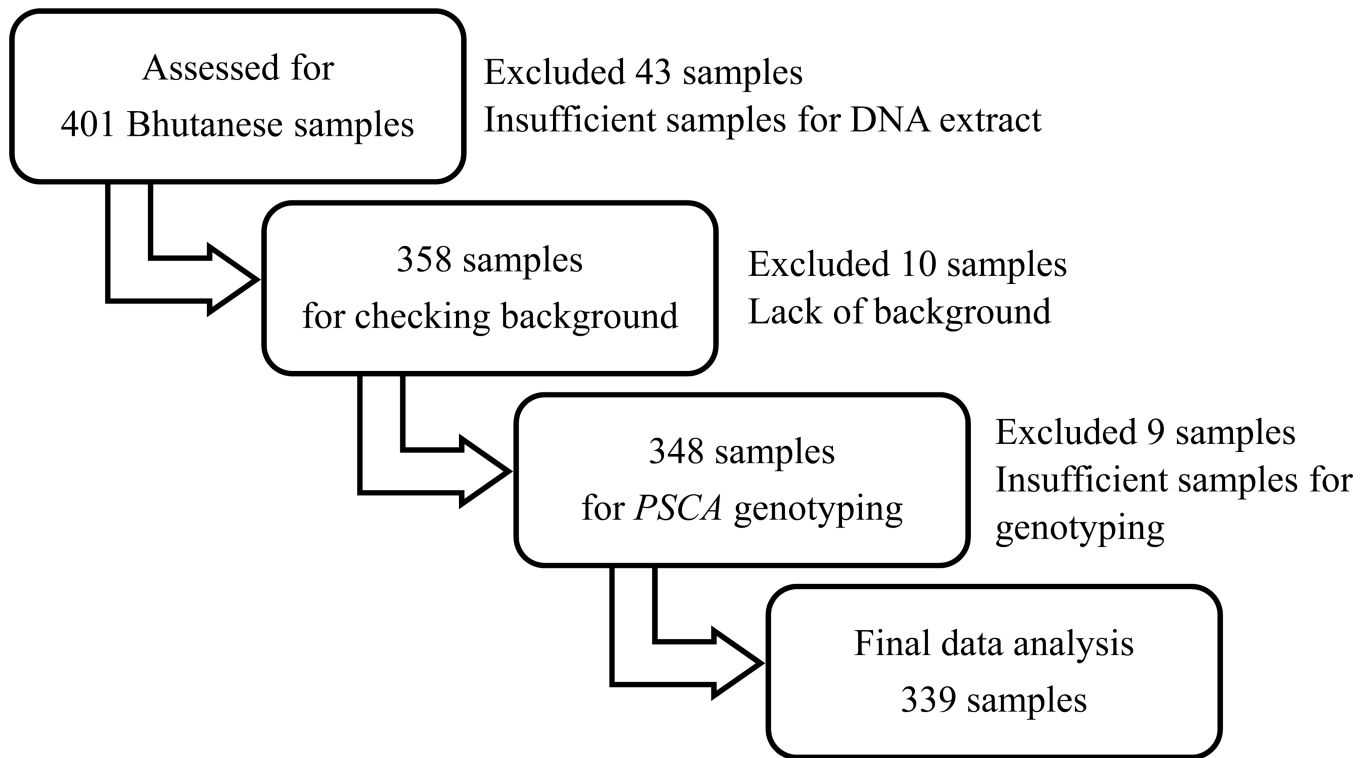 Assessed for
401 Bhutanese samples
Excluded 43 samples
Insufficient samples for DNA extract
358 samples
for checking background
Excluded 10 samples
Lack of background
348 samples
for PSCA genotyping
Excluded 9 samples
Insufficient samples for
genotyping
Final data analysis
339 samples